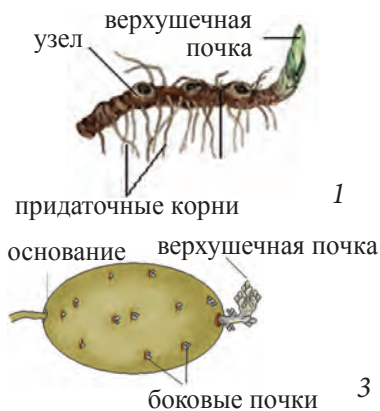 верхушечная
почка
узел
придаточные корни
1
основание
верхушечная почка
боковые почки
3